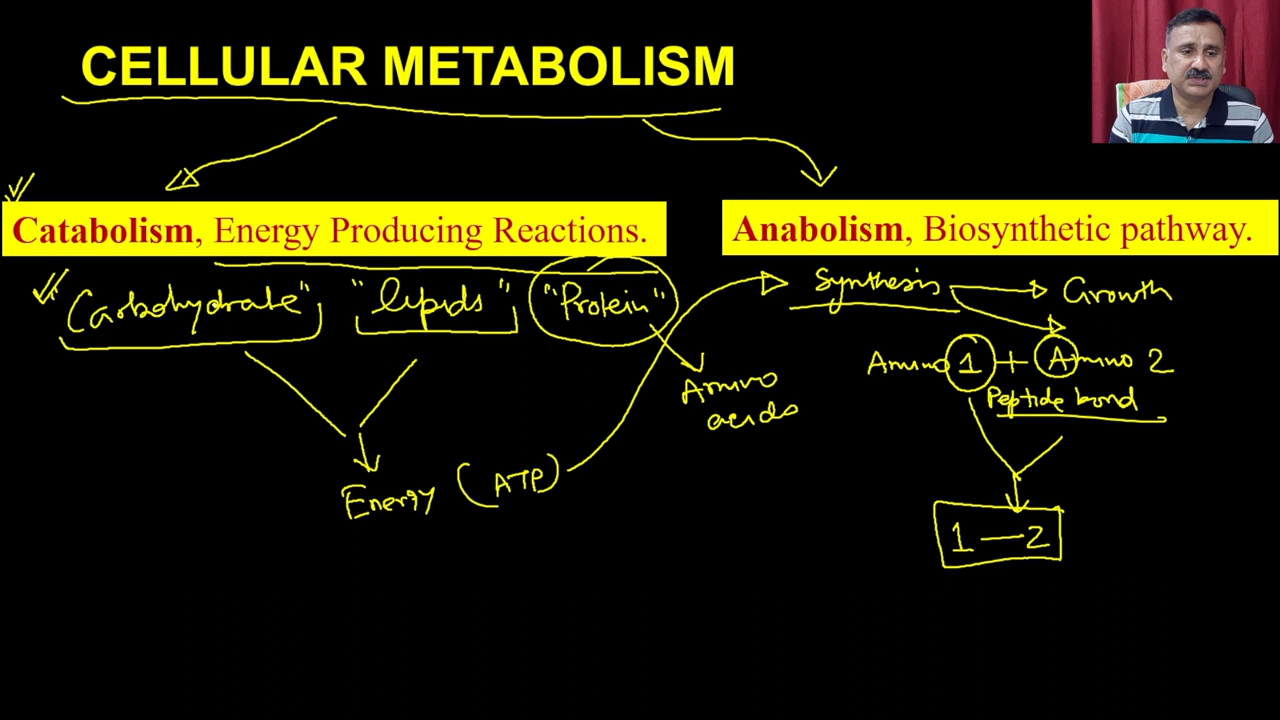 CELLULAR METABOLISM
Catabolism, Energy Producing Reactions.
Anabolism, Biosynthetic pathway.
"Carbohydrate" "lipids" "Protein"
Synthesis Growth
Amino 1 + Amino 2
Peptide bond
Amino
acids
Energy (ATP)
1 — 2